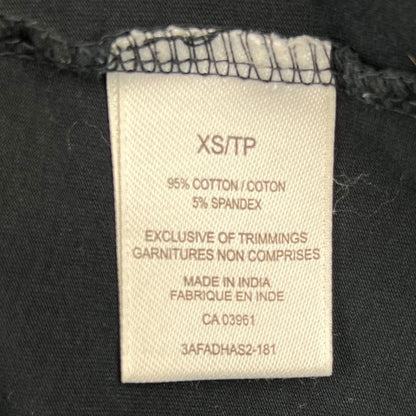 XS/TP
95% COTTON / COTON
5% SPANDEX
EXCLUSIVE OF TRIMMINGS
GARNITURES NON COMPRISES
MADE IN INDIA
FABRIQUE EN INDE
CA 03961
3AFADHAS2-181